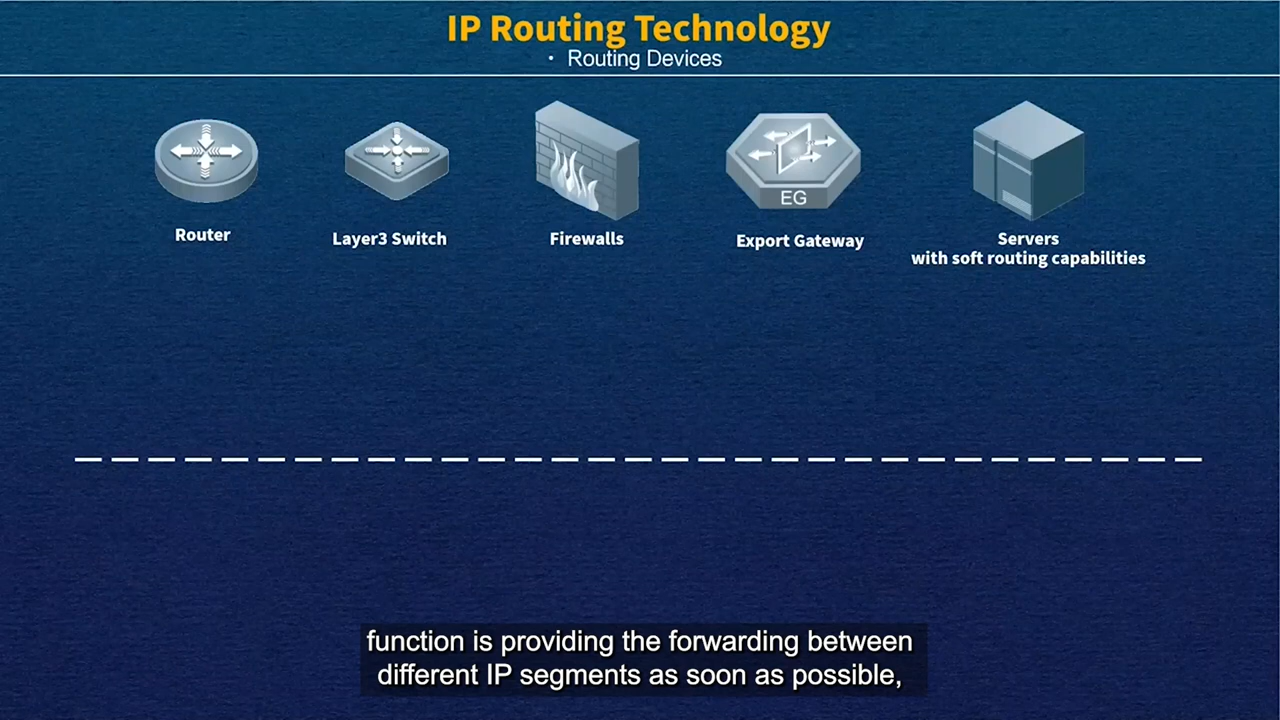 IP Routing Technology
· Routing Devices
EG
Router
Layer3 Switch
Firewalls
Export Gateway
Servers
with soft routing capabilities
function is providing the forwarding between
different IP segments as soon as possible,